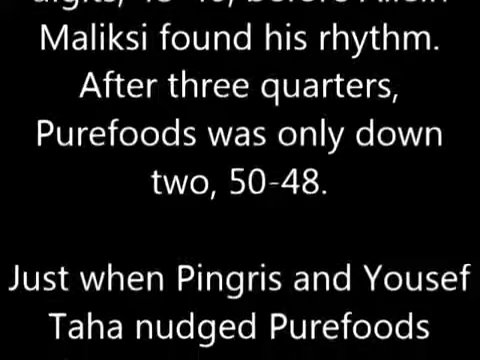 Maliksi found his rhythm.
After three quarters,
Purefoods was only down
two, 50-48.
Just when Pingris and Yousef
Taha nudged Purefoods